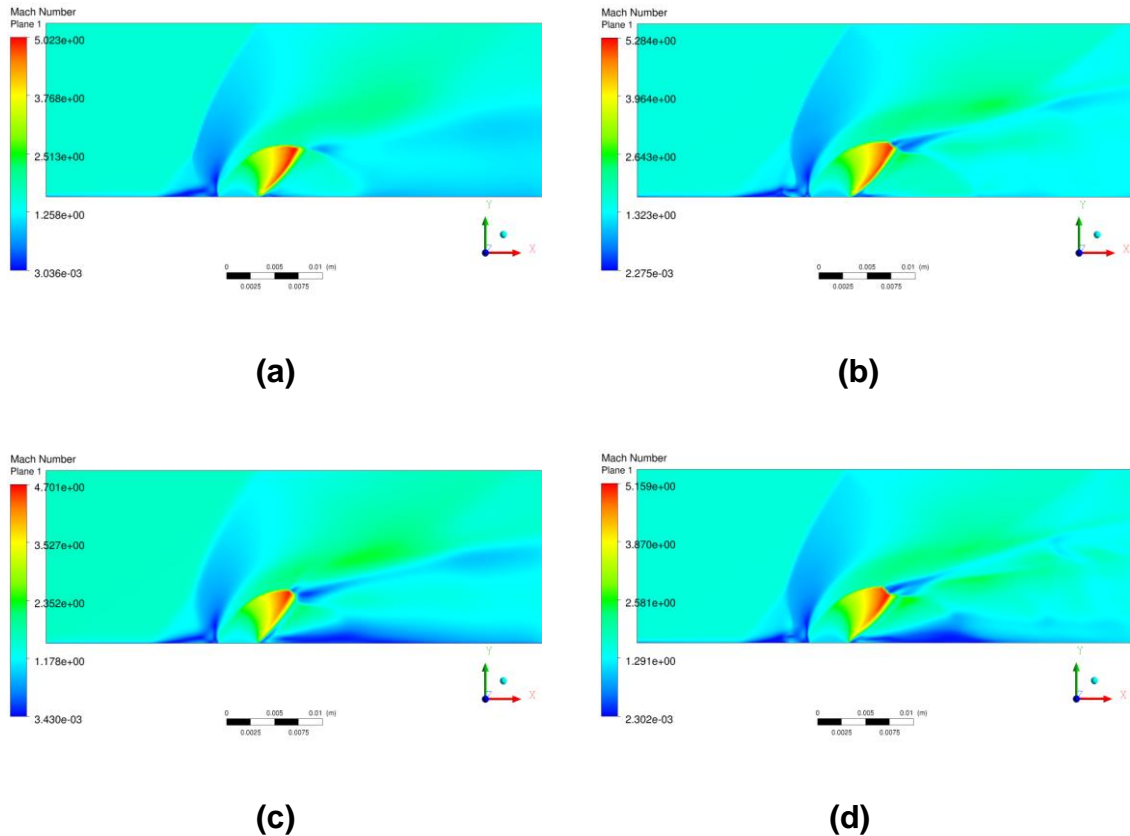 Mach Number
Plane 1
5.023e+00
3.768e+00
2.513e+00
1.258e+00
3.036e-03
Y
X
0 0.005 0.01 (m)
0.0025 0.0075
(a)
Mach Number
Plane 1
5.284e+00
3.964e+00
2.643e+00
1.323e+00
2.275e-03
Y
X
0 0.005 0.01 (m)
0.0025 0.0075
(b)
Mach Number
Plane 1
4.701e+00
3.527e+00
2.352e+00
1.178e+00
3.430e-03
Y
X
0 0.005 0.01 (m)
0.0025 0.0075
(c)
Mach Number
Plane 1
5.159e+00
3.870e+00
2.581e+00
1.291e+00
2.302e-03
Y
X
0 0.005 0.01 (m)
0.0025 0.0075
(d)